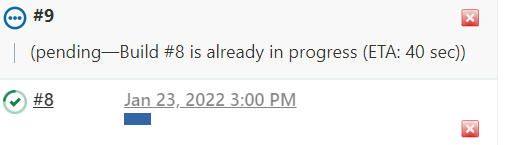 #9
(pending—Build #8 is already in progress (ETA: 40 sec))
#8 Jan 23, 2022 3:00 PM